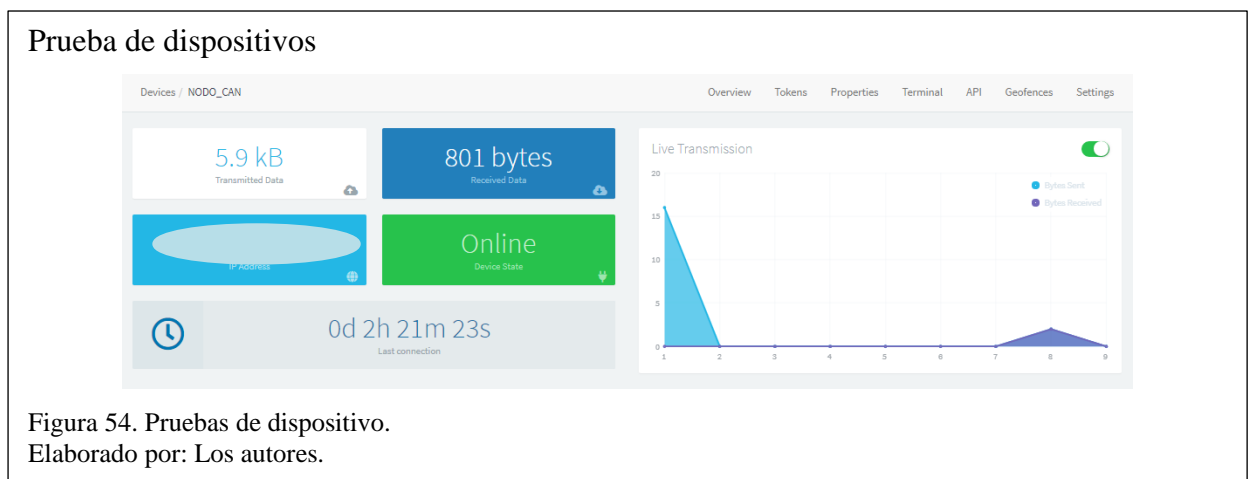 Prueba de dispositivos
Devices / NODO_CAN
Overview Tokens Properties Terminal API Geofences Settings
5.9 kB
Transmitted Data
801 bytes
Received Data
IP Address
Online
Device State
0d 2h 21m 23s
Last connection
Live Transmission
Bytes Sent
Bytes Received
20
15
10
5
0
1 2 3 4 5 6 7 8 9
Figura 54. Pruebas de dispositivo.
Elaborado por: Los autores.